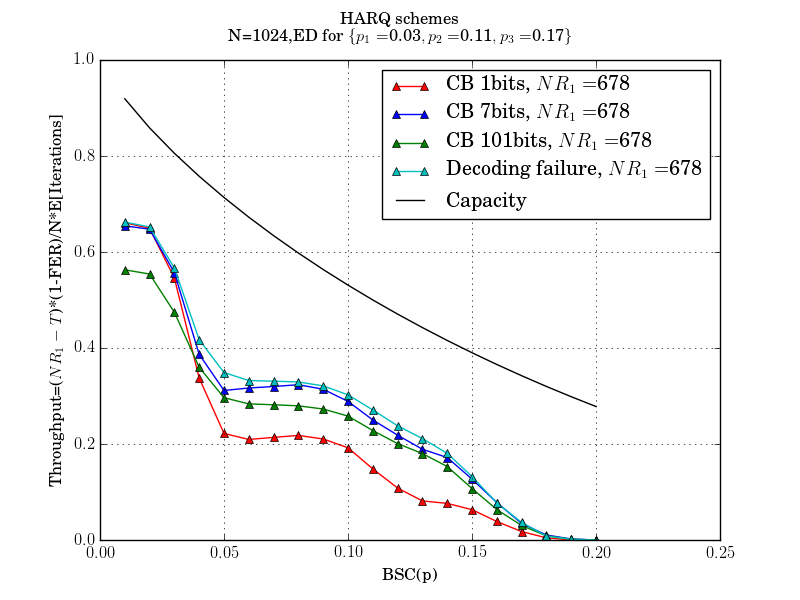 HARQ schemes
N=1024,ED for {p₁ =0.03, p₂ =0.11, p₃ =0.17}
CB 1bits, NR₁ =678
CB 7bits, NR₁ =678
CB 101bits, NR₁ =678
Decoding failure, NR₁ =678
Capacity
Throughput=(NR₁ − T)*(1-FER)/N*E[Iterations]
1.0
0.8
0.6
0.4
0.2
0.0
0.00 0.05 0.10 0.15 0.20 0.25
BSC(p)